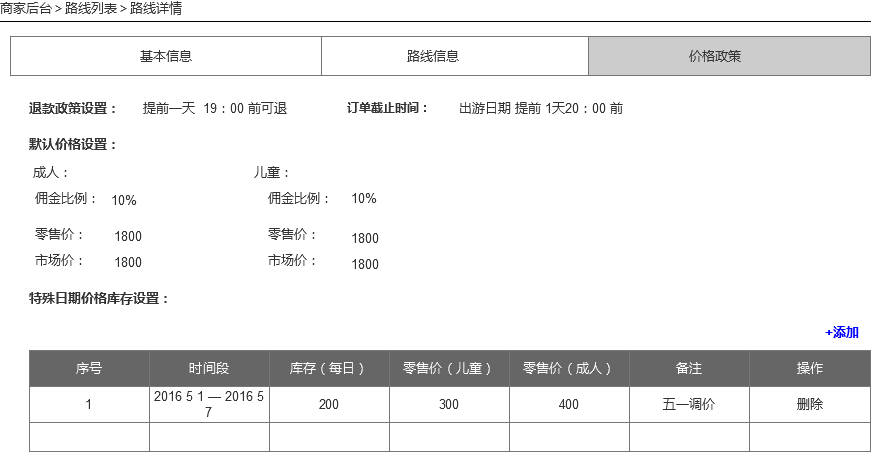 商家后台 > 路线列表 > 路线详情
基本信息 路线信息 价格政策
退款政策设置： 提前一天 19：00 前可退 订单截止时间： 出游日期 提前 1天20：00 前
默认价格设置：
成人： 儿童：
佣金比例： 10% 佣金比例： 10%
零售价： 1800 零售价： 1800
市场价： 1800 市场价： 1800
特殊日期价格库存设置：
+添加
序号 时间段 库存（每日） 零售价（儿童） 零售价（成人） 备注 操作
1 2016 5 1 — 2016 5 200 300 400 五一调价 删除
7